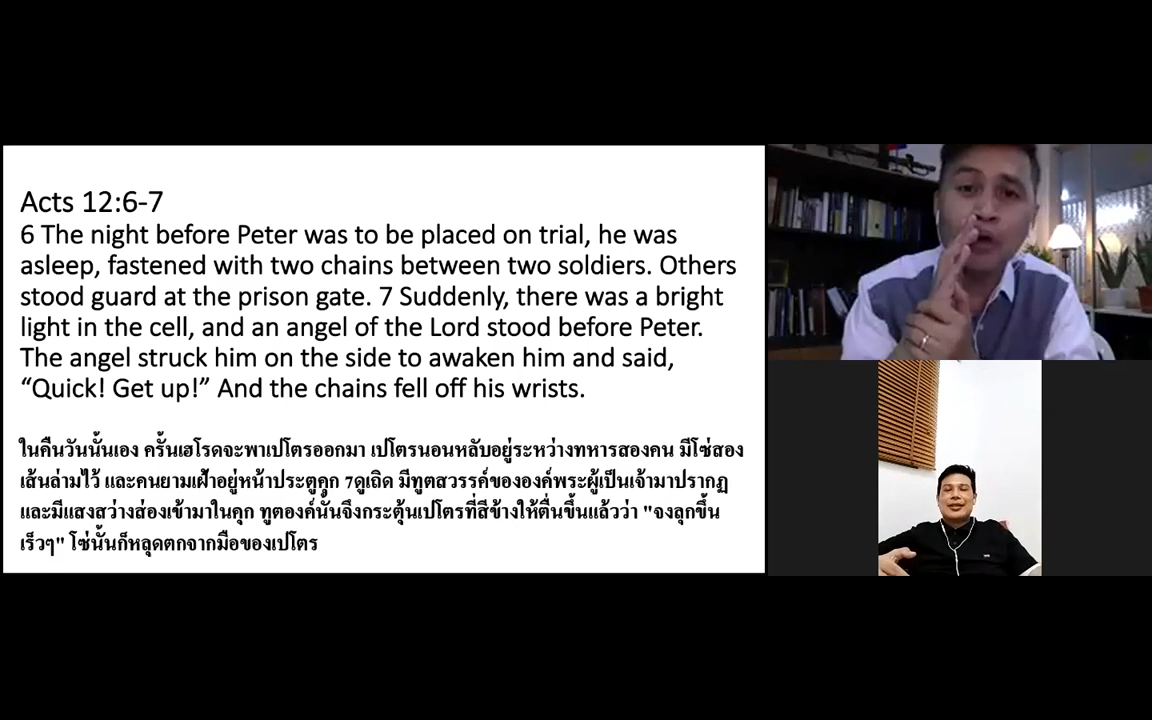 Acts 12:6-7
6 The night before Peter was to be placed on trial, he was
asleep, fastened with two chains between two soldiers. Others
stood guard at the prison gate. 7 Suddenly, there was a bright
light in the cell, and an angel of the Lord stood before Peter.
The angel struck him on the side to awaken him and said,
“Quick! Get up!” And the chains fell off his wrists.
ในคืนวันนั้นเอง ครั้นเฮโรดจะพาเปโตรออกมา เปโตรนอนหลับอยู่ระหว่างทหารสองคน มีโซ่สอง
เส้นล่ามไว้ และคนยามเฝ้าอยู่หน้าประตูคุก 7ดูเถิด มีทูตสวรรค์ขององค์พระผู้เป็นเจ้ามาปรากฏ
และมีแสงสว่างส่องเข้ามาในคุก ทูตองค์นั้นจึงกระตุ้นเปโตรที่สีข้างให้ตื่นขึ้นแล้วว่า "จงลุกขึ้น
เร็วๆ" โซ่นั้นก็หลุดตกจากมือของเปโตร